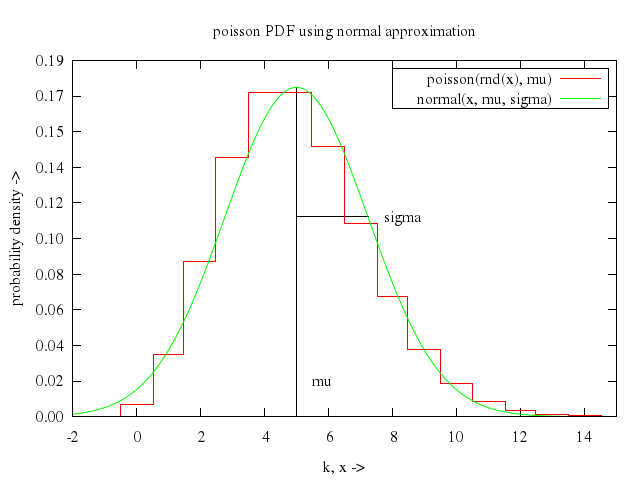 poisson PDF using normal approximation
poisson(rnd(x), mu)
normal(x, mu, sigma)
probability density ->
0.19
0.17
0.15
0.14
0.12
0.10
0.08
0.06
0.04
0.02
0.00
sigma
mu
-2 0 2 4 6 8 10 12 14
k, x ->